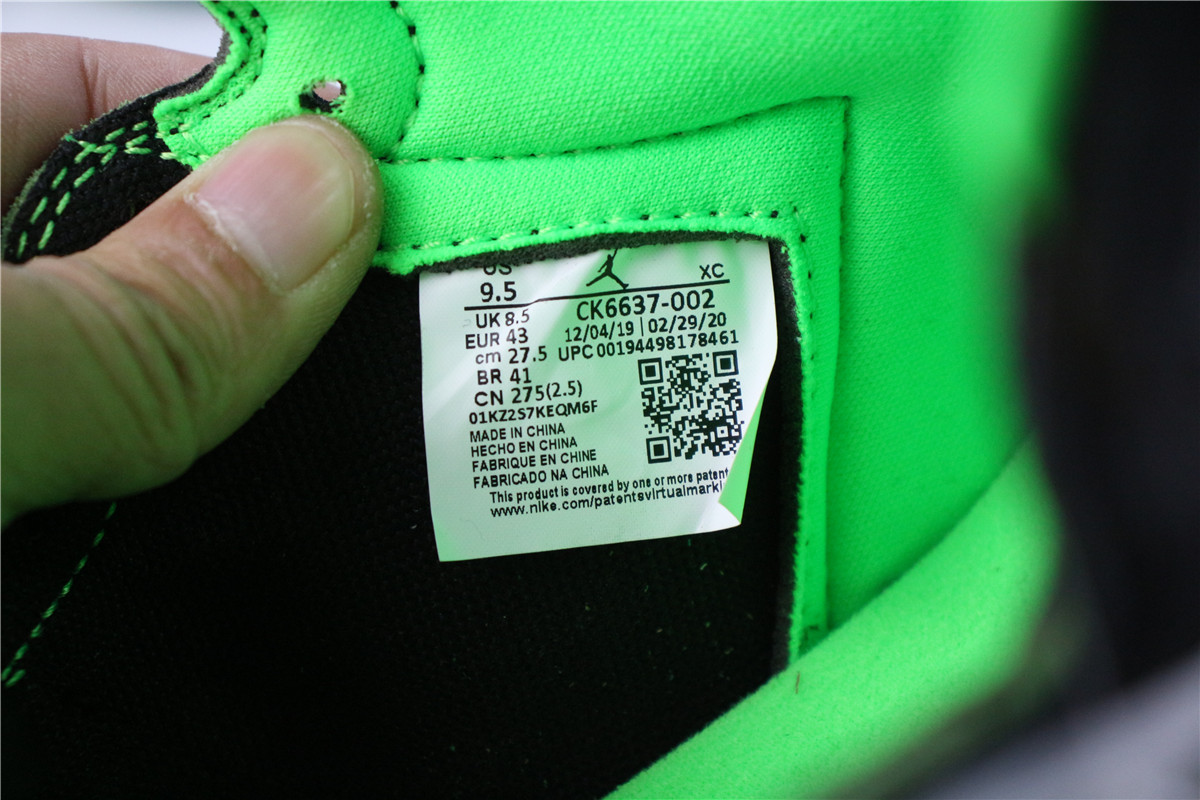 US
9.5
XC
UK 8.5
CK6637-002
EUR 43
12/04/19 | 02/29/20
cm 27.5
UPC 00194498178461
BR 41
CN 275(2.5)
01KZ2S7KEQM6F
MADE IN CHINA
HECHO EN CHINA
FABRIQUE EN CHINE
FABRICADO NA CHINA
This product is covered by one or more patent
www.nike.com/patentsvirtualmarki